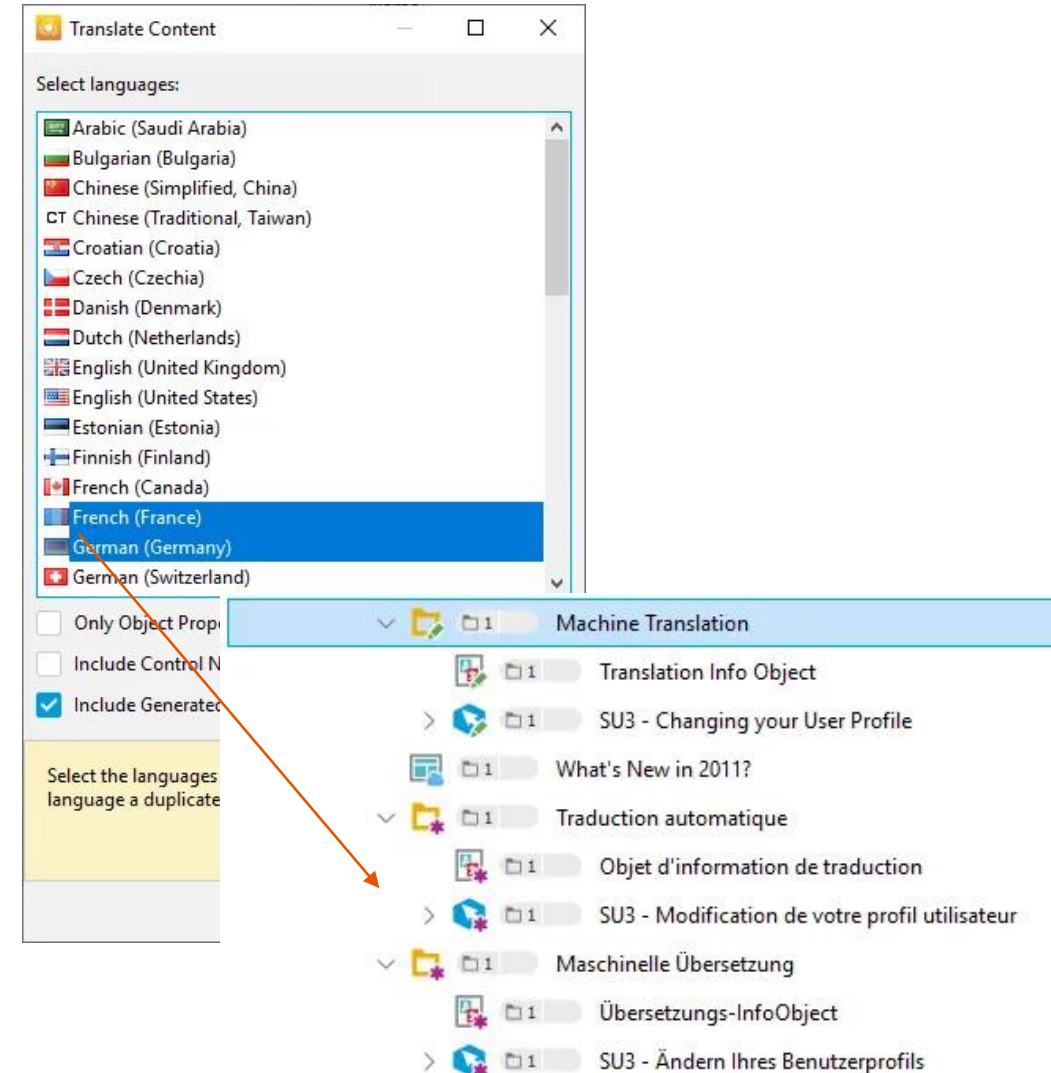 Translate Content
Select languages:
Arabic (Saudi Arabia)
Bulgarian (Bulgaria)
Chinese (Simplified, China)
CT Chinese (Traditional, Taiwan)
Croatian (Croatia)
Czech (Czechia)
Danish (Denmark)
Dutch (Netherlands)
English (United Kingdom)
English (United States)
Estonian (Estonia)
Finnish (Finland)
French (Canada)
French (France)
German (Germany)
German (Switzerland)
Only Object Prop
Include Control N
Include Generated
Select the languages
language a duplicate
1 Machine Translation
1 Translation Info Object
1 SU3 - Changing your User Profile
1 What's New in 2011?
1 Traduction automatique
1 Objet d'information de traduction
1 SU3 - Modification de votre profil utilisateur
1 Maschinelle Übersetzung
1 Übersetzungs-InfoObject
1 SU3 - Ändern Ihres Benutzerprofils